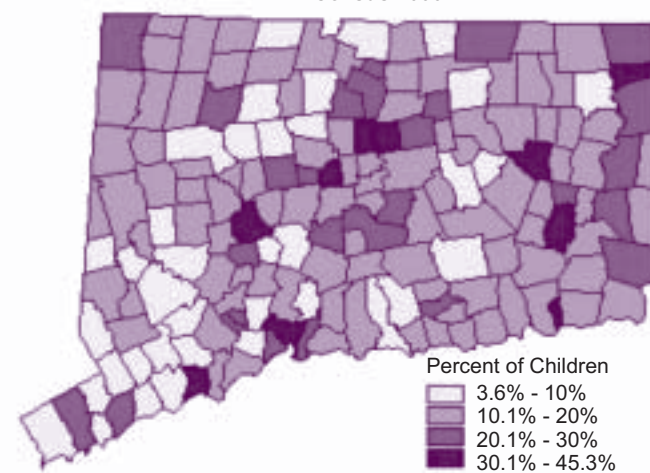 Percent of Children
3.6% - 10%
10.1% - 20%
20.1% - 30%
30.1% - 45.3%